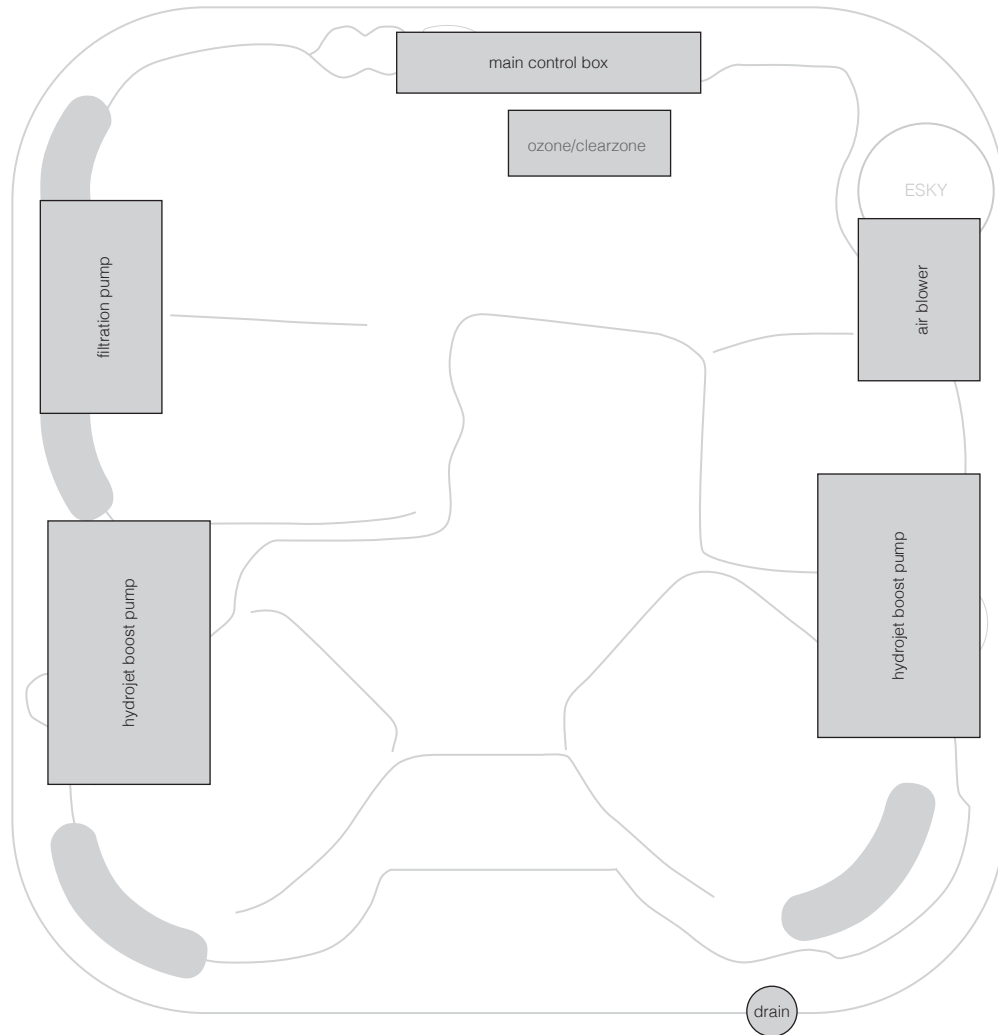 main control box
ozone/clearzone
ESKY
filtration pump
air blower
hydrojet boost pump
hydrojet boost pump
drain